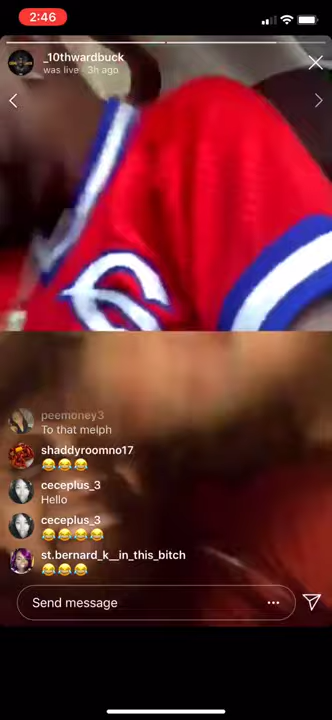 2:46
_10thwardbuck
was live · 3h ago
peemoney3
To that melph
shaddyroomno17
😂😂😂
ceceplus_3
Hello
ceceplus_3
😂😂😂😂
st.bernard_k__in_this_bitch
😂😂😂
Send message